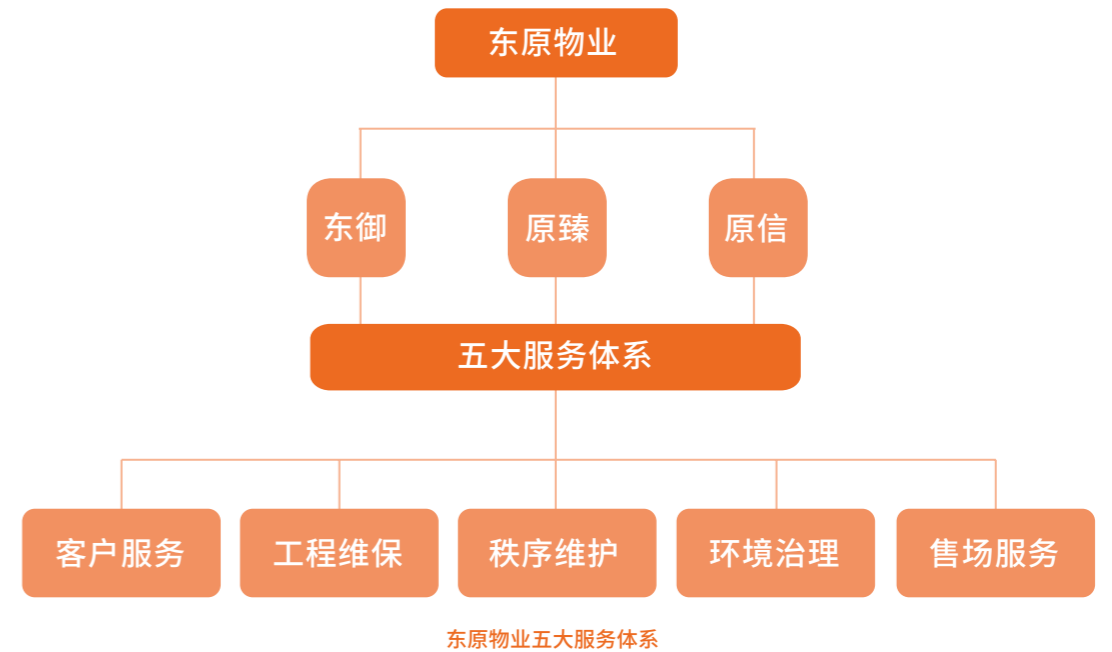 东原物业
东御
原臻
原信
五大服务体系
客户服务
工程维保
秩序维护
环境治理
售场服务
东原物业五大服务体系